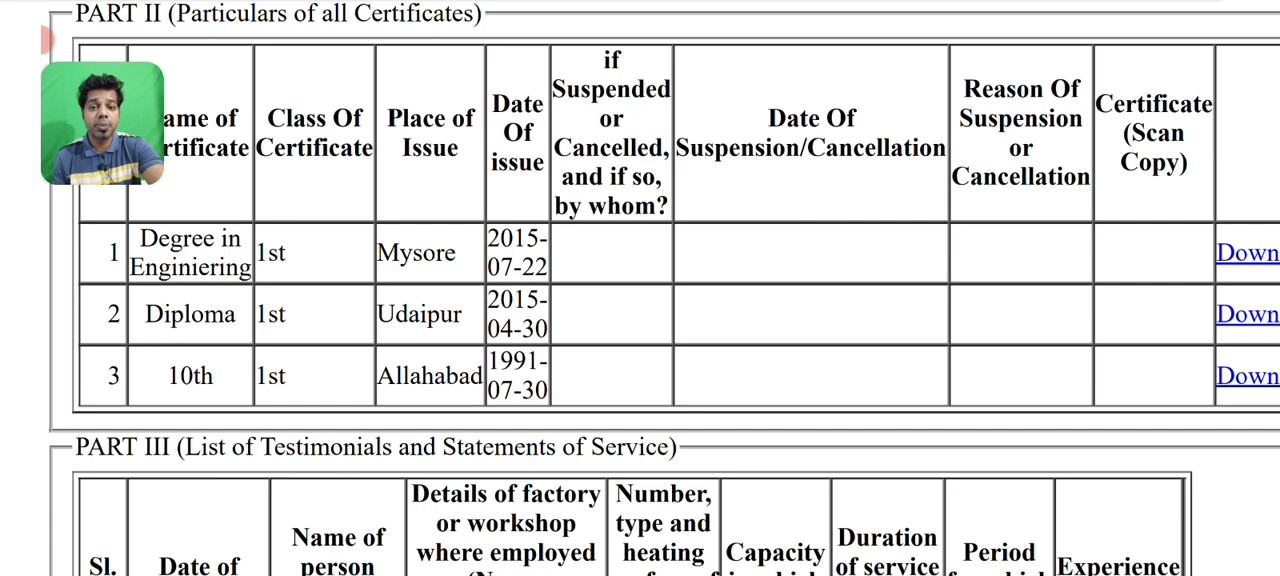 PART II (Particulars of all Certificates)
ame of rtificate
Class Of Certificate
Place of Issue
Date Of issue
if Suspended or Cancelled, and if so, by whom?
Date Of Suspension/Cancellation
Reason Of Suspension or Cancellation
Certificate (Scan Copy)
1 Degree in Enginiering 1st Mysore 2015-07-22 Down
2 Diploma 1st Udaipur 2015-04-30 Down
3 10th 1st Allahabad 1991-07-30 Down
PART III (List of Testimonials and Statements of Service)
Sl.
Date of
Name of person
Details of factory or workshop where employed
Number, type and heating
Capacity
Duration of service
Period
Experience